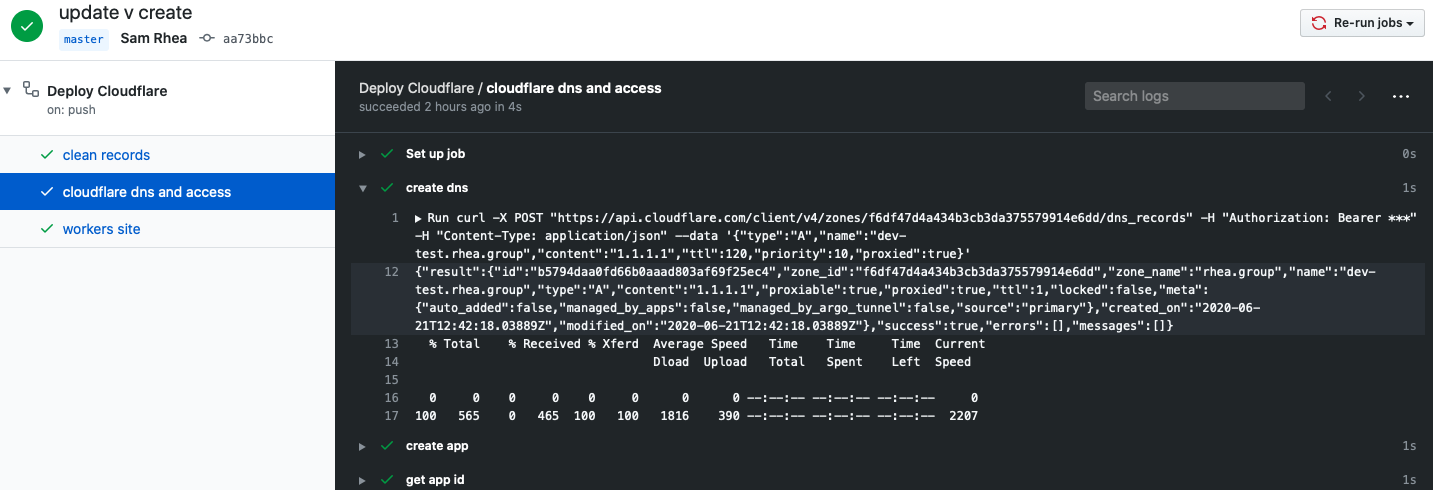 update v create
master Sam Rhea aa73bbc
Re-run jobs
Deploy Cloudflare
on: push
clean records
cloudflare dns and access
workers site
Deploy Cloudflare / cloudflare dns and access
succeeded 2 hours ago in 4s
Search logs
Set up job 0s
create dns 1s
1 Run curl -X POST "https://api.cloudflare.com/client/v4/zones/f6df47d4a434b3cb3da375579914e6dd/dns_records" -H "Authorization: Bearer ***"
-H "Content-Type: application/json" --data '{"type":"A","name":"dev-
test.rhea.group","content":"1.1.1.1","ttl":120,"priority":10,"proxied":true}'
12 {"result":{"id":"b5794daa0fd66b0aaad803af69f25ec4","zone_id":"f6df47d4a434b3cb3da375579914e6dd","zone_name":"rhea.group","name":"dev-
test.rhea.group","type":"A","content":"1.1.1.1","proxiable":true,"proxied":true,"ttl":1,"locked":false,"meta":
{"auto_added":false,"managed_by_apps":false,"managed_by_argo_tunnel":false,"source":"primary"},"created_on":"2020-06-
21T12:42:18.03889Z","modified_on":"2020-06-21T12:42:18.03889Z"},"success":true,"errors":[],"messages":[]}
13 % Total % Received % Xferd Average Speed Time Time Time Current
14 Dload Upload Total Spent Left Speed
15
16 0 0 0 0 0 0 0 0 --:--:-- --:--:-- --:--:-- 0
17 100 565 0 465 100 100 1816 390 --:--:-- --:--:-- --:--:-- 2207
create app 1s
get app id 1s